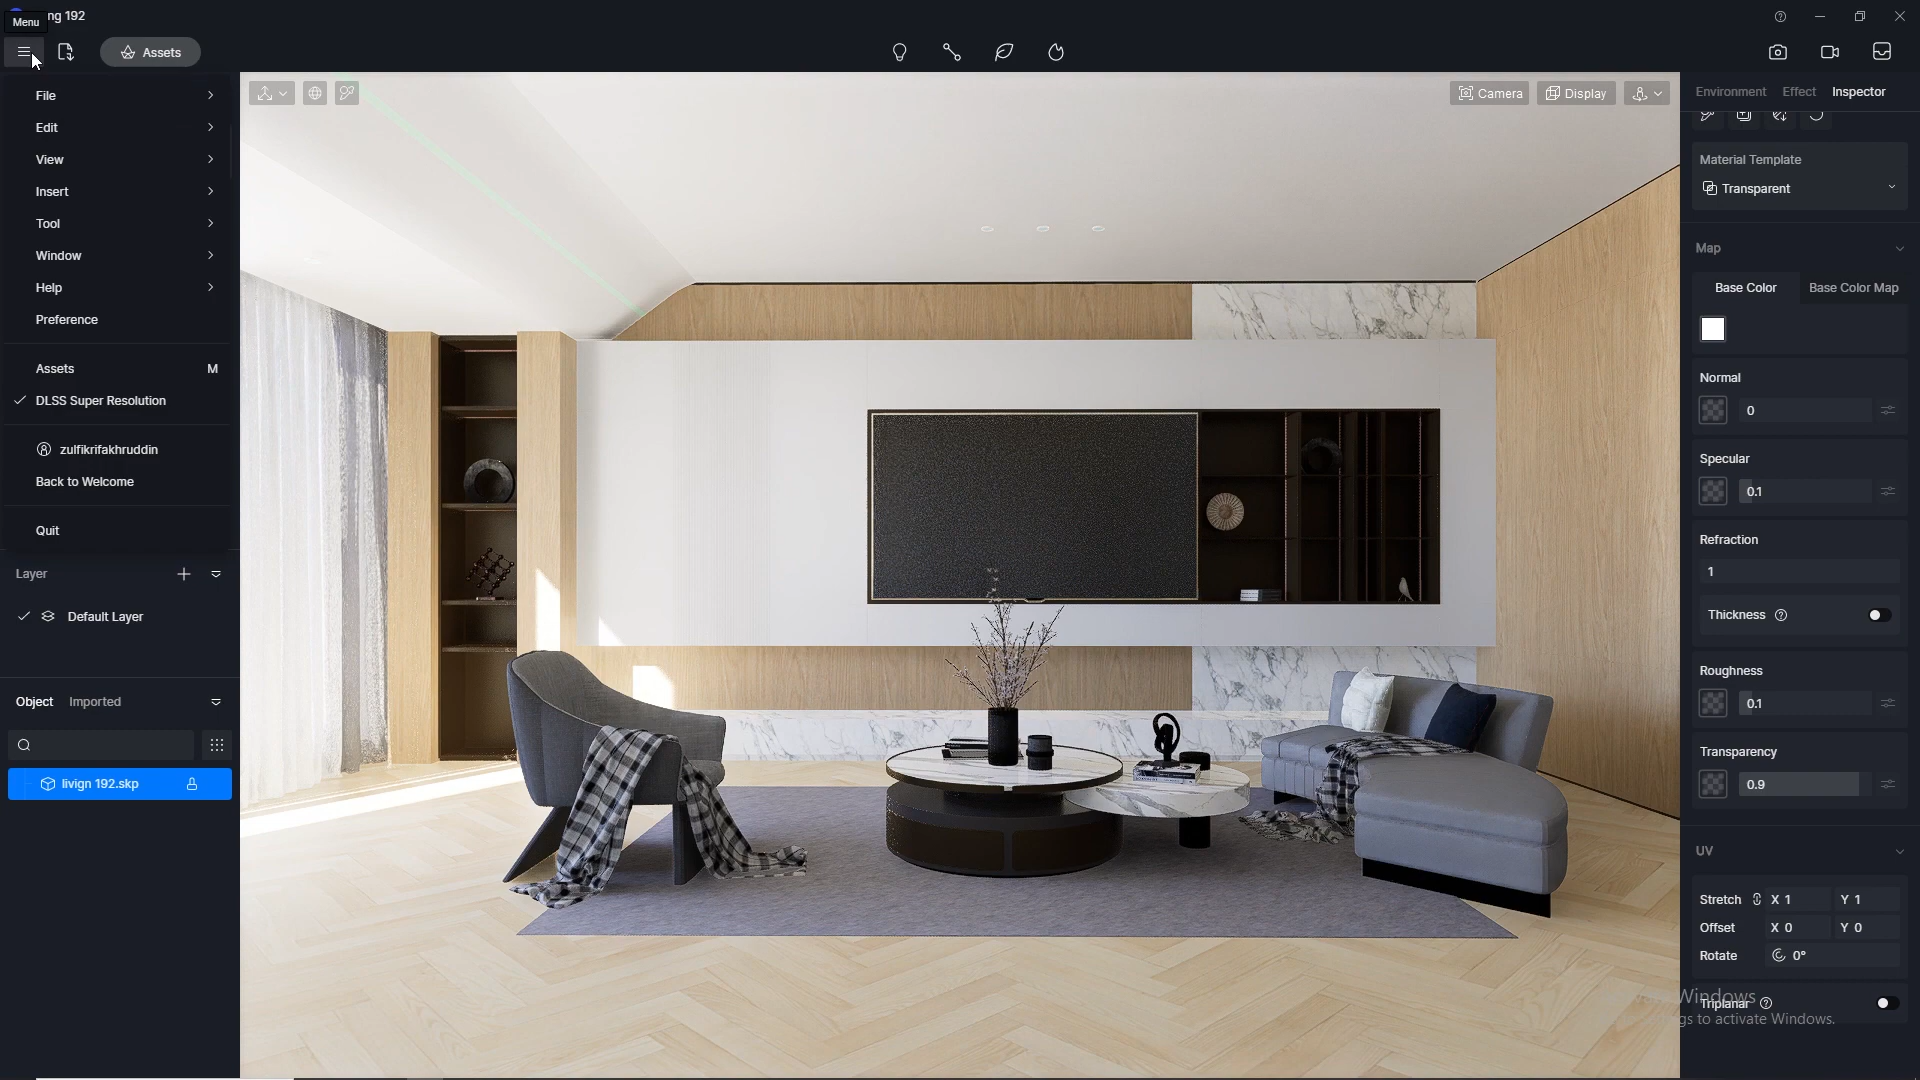 ng 192
Menu
Assets
File
Edit
View
Insert
Tool
Window
Help
Preference
Assets M
DLSS Super Resolution
zulfikrifakhruddin
Back to Welcome
Quit
Layer
Default Layer
Object Imported
livign 192.skp
Camera
Display
Environment Effect Inspector
Material Template
Transparent
Map
Base Color Base Color Map
Normal
0
Specular
0.1
Refraction
1
Thickness
Roughness
0.1
Transparency
0.9
UV
Stretch X 1 Y 1
Offset X 0 Y 0
Rotate 0°
Windows
Triplanar
gs to activate Windows.